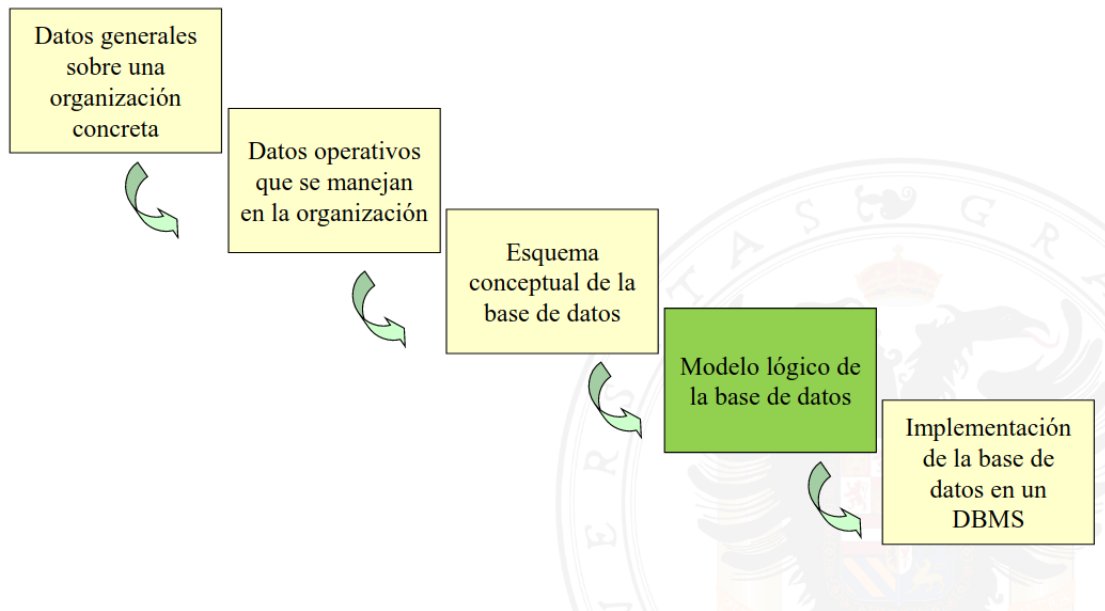 Datos generales
sobre una
organización
concreta
Datos operativos
que se manejan
en la organización
Esquema
conceptual de la
base de datos
Modelo lógico de
la base de datos
Implementación
de la base de
datos en un
DBMS